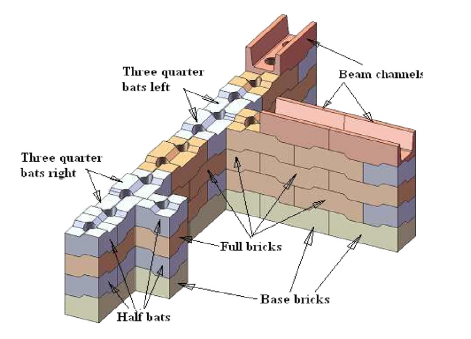 Three quarter
bats left
Beam channels
Three quarter
bats right
Full bricks
Base bricks
Half bats